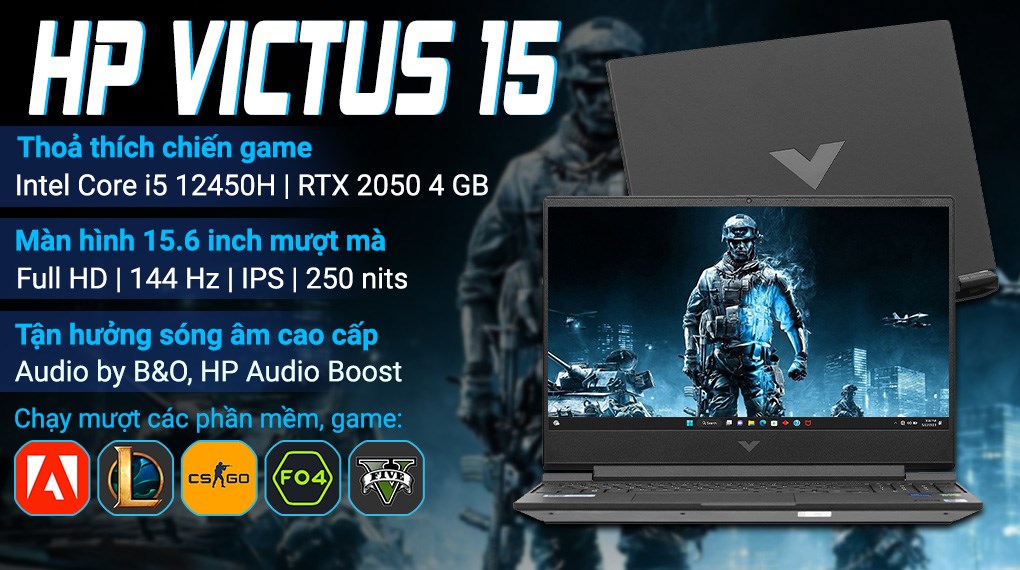 HP VICTUS 15
Thoả thích chiến game
Intel Core i5 12450H | RTX 2050 4 GB
Màn hình 15.6 inch mượt mà
Full HD | 144 Hz | IPS | 250 nits
Tận hưởng sóng âm cao cấp
Audio by B&O, HP Audio Boost
Chạy mượt các phần mềm, game:
L
CS GO
FO4
V FIVE